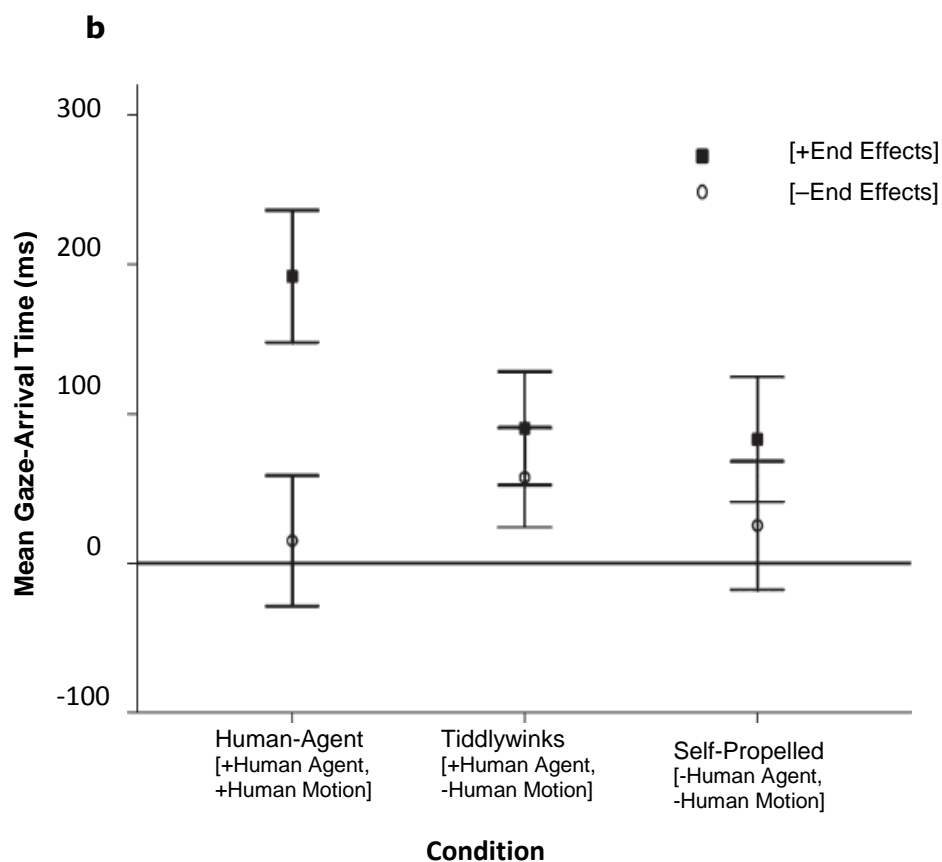 b
300
200
100
0
-100
Mean Gaze-Arrival Time (ms)
[+End Effects]
[–End Effects]
Human-Agent
[+Human Agent,
+Human Motion]
Tiddlywinks
[+Human Agent,
-Human Motion]
Self-Propelled
[-Human Agent,
-Human Motion]
Condition